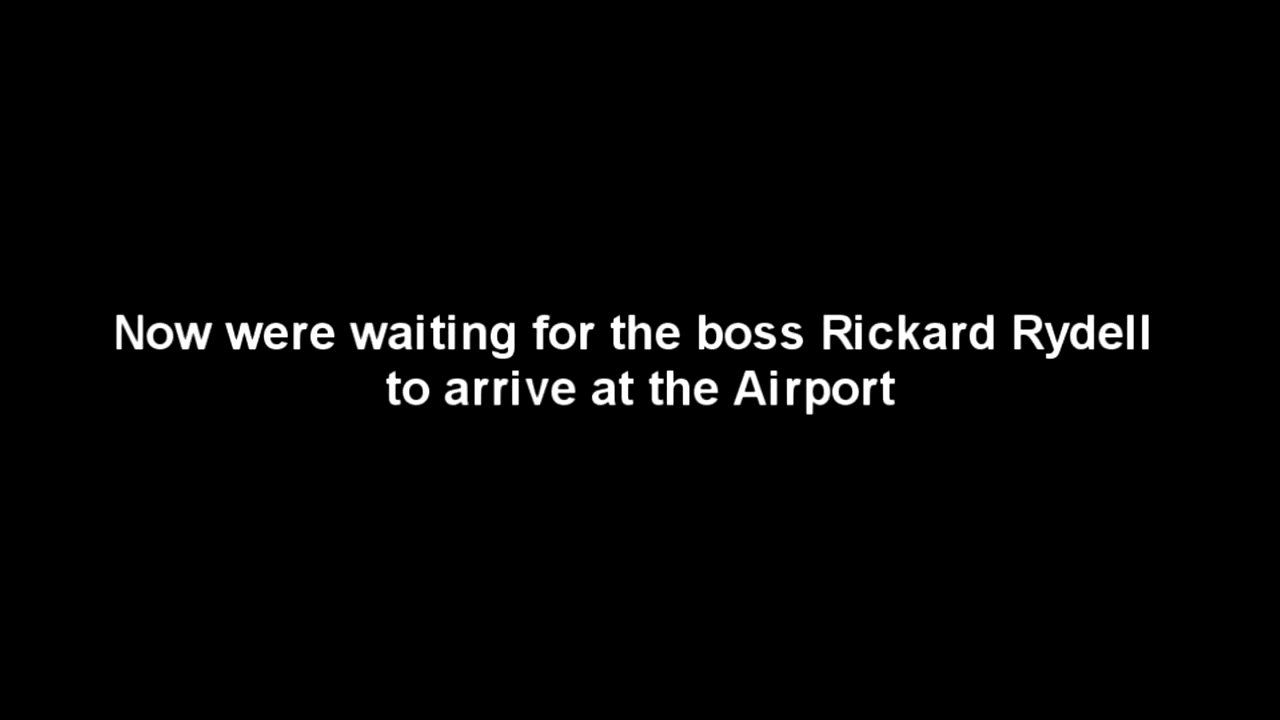 Now were waiting for the boss Rickard Rydell
to arrive at the Airport